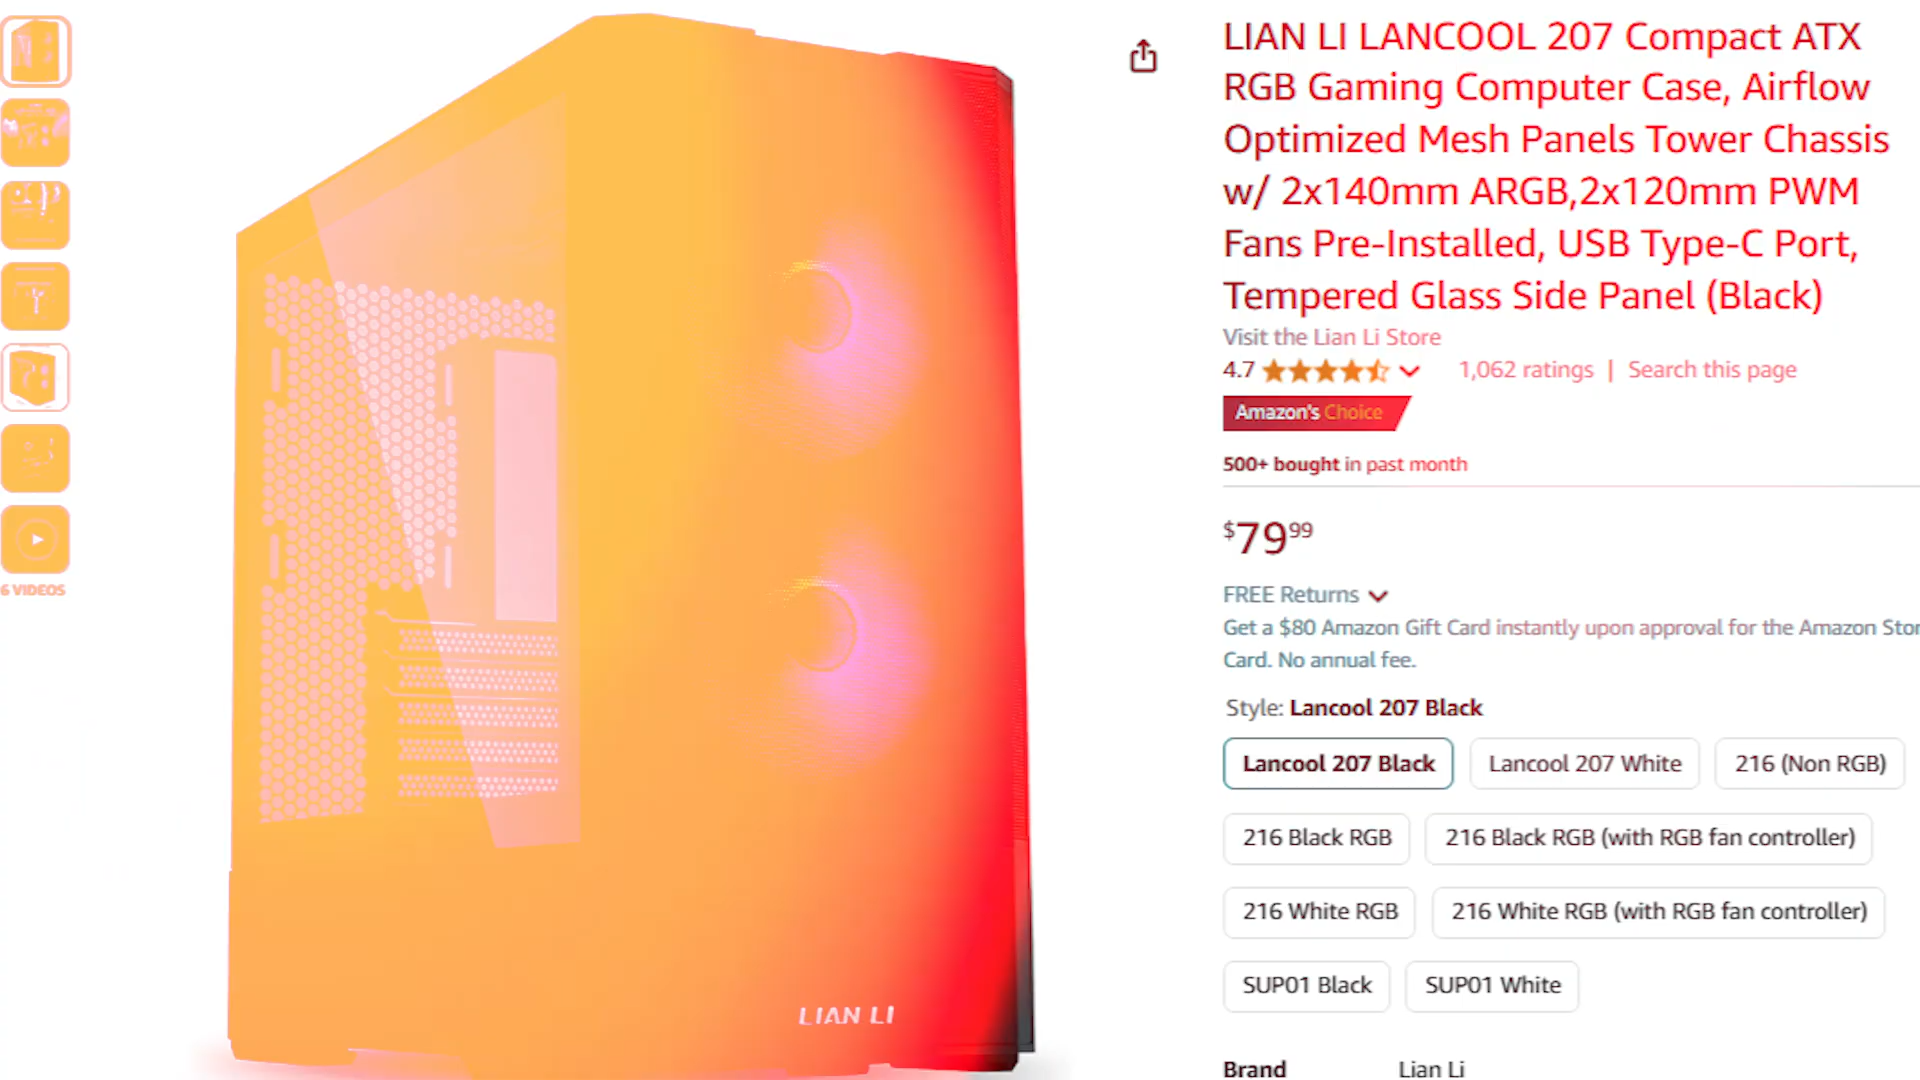 LIAN LI LANCOOL 207 Compact ATX
RGB Gaming Computer Case, Airflow
Optimized Mesh Panels Tower Chassis
w/ 2x140mm ARGB,2x120mm PWM
Fans Pre-Installed, USB Type-C Port,
Tempered Glass Side Panel (Black)
Visit the Lian Li Store
4.7 1,062 ratings | Search this page
Amazon's Choice
500+ bought in past month
$79 99
FREE Returns
Get a $80 Amazon Gift Card instantly upon approval for the Amazon Stor
Card. No annual fee.
Style: Lancool 207 Black
Lancool 207 Black Lancool 207 White 216 (Non RGB)
216 Black RGB 216 Black RGB (with RGB fan controller)
216 White RGB 216 White RGB (with RGB fan controller)
SUP01 Black SUP01 White
Brand Lian Li
6 VIDEOS
LIAN LI